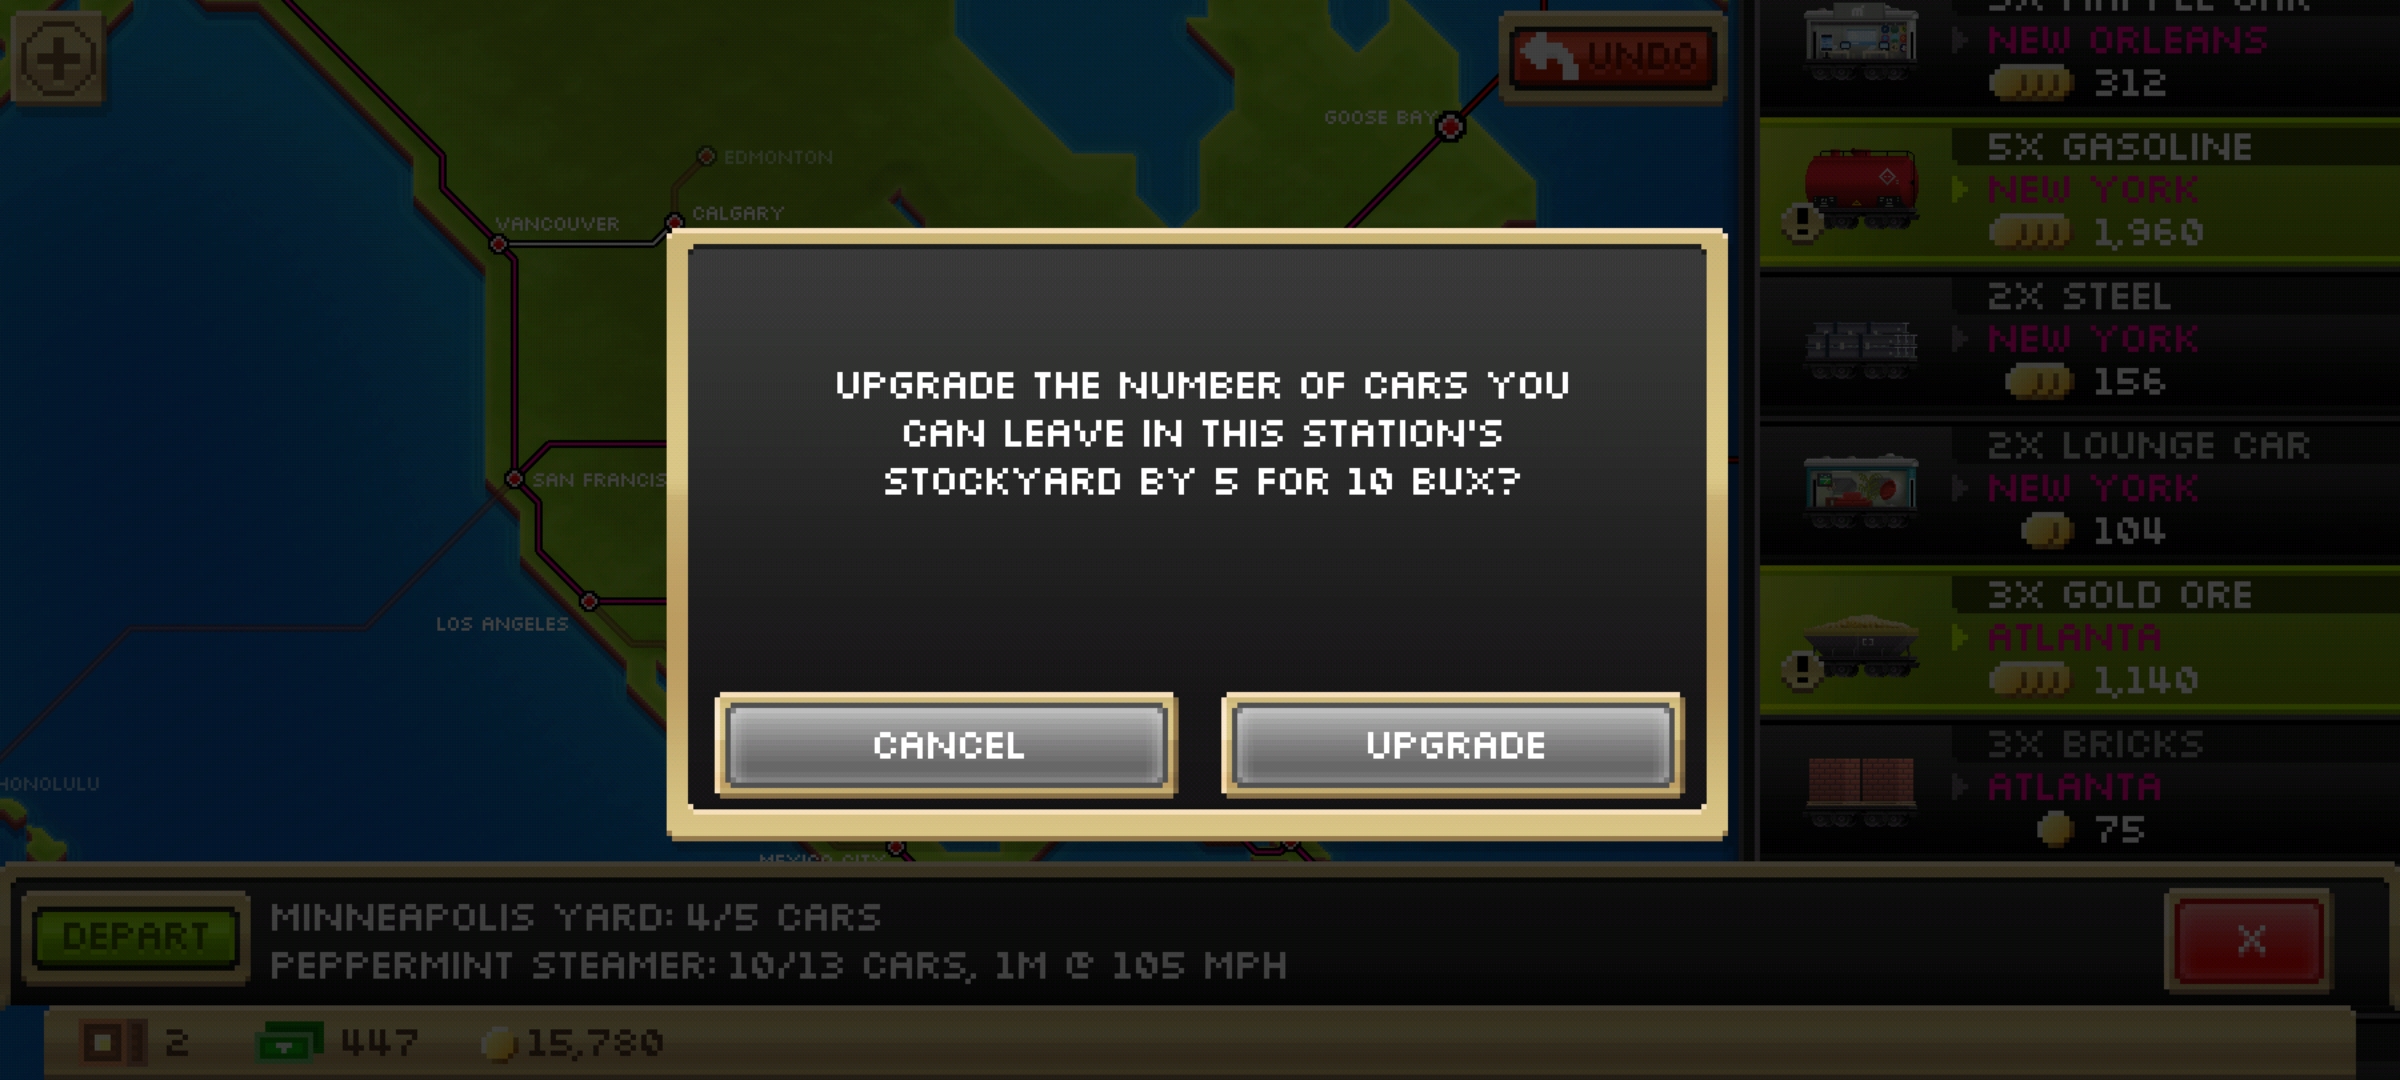 UNDO
GOOSE BAY
EDMONTON
CALGARY
VANCOUVER
SAN FRANCIS
LOS ANGELES
HONOLULU
MEXICO CITY
UPGRADE THE NUMBER OF CARS YOU
CAN LEAVE IN THIS STATION'S
STOCKYARD BY 5 FOR 10 BUX?
CANCEL
UPGRADE
NEW ORLEANS
312
5X GASOLINE
NEW YORK
1,960
2X STEEL
NEW YORK
156
2X LOUNGE CAR
NEW YORK
104
3X GOLD ORE
ATLANTA
1,140
3X BRICKS
ATLANTA
75
DEPART
MINNEAPOLIS YARD: 4/5 CARS
PEPPERMINT STEAMER: 10/13 CARS, 1M @ 105 MPH
X
2
447
15,780